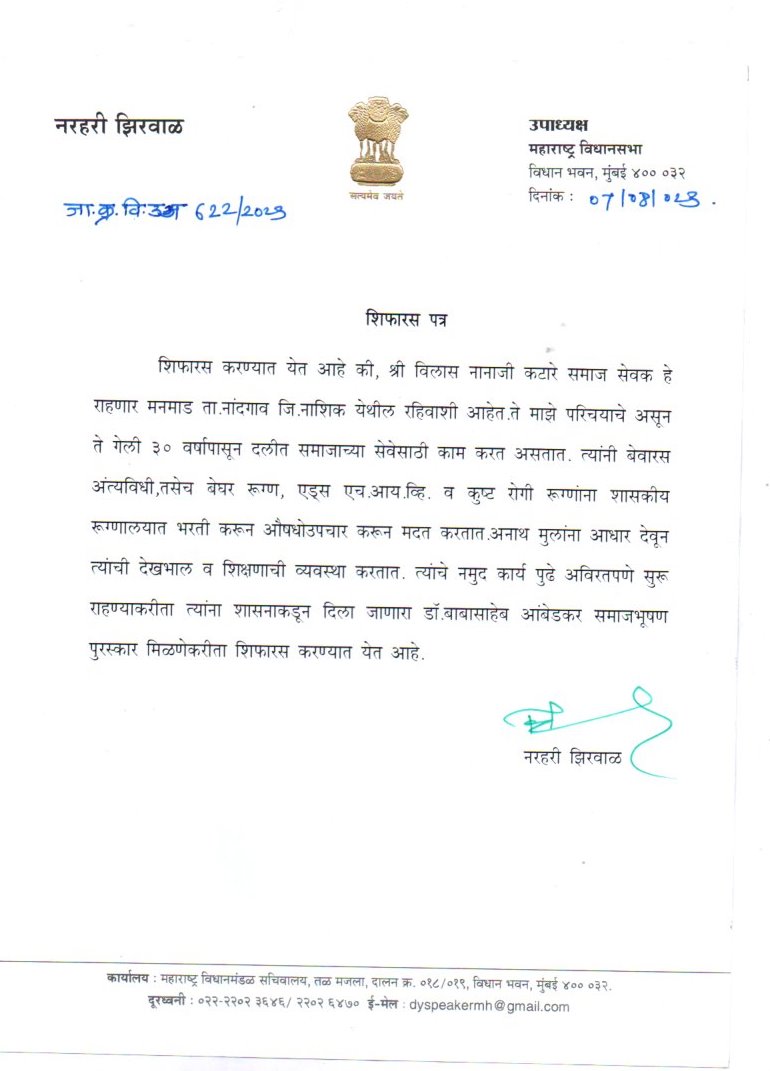 नरहरी झिरवाळ
सत्यमेव जयते
उपाध्यक्ष
महाराष्ट्र विधानसभा
विधान भवन, मुंबई ४०० ०३२
दिनांक : ०७/०8/०२३.
जा.क्र.वि.उअ ६22/2०२३
शिफारस पत्र
शिफारस करण्यात येत आहे की, श्री विलास नानाजी कटारे समाज सेवक हे
राहणार मनमाड ता.नांदगाव जि.नाशिक येथील रहिवाशी आहेत.ते माझे परिचयाचे असून
ते गेली ३० वर्षापासून दलीत समाजाच्या सेवेसाठी काम करत असतात. त्यांनी बेवारस
अंत्यविधी,तसेच बेघर रूग्ण, एड्स एच.आय.व्हि. व कुष्ट रोगी रूग्णांना शासकीय
रूग्णालयात भरती करून औषधोउपचार करून मदत करतात.अनाथ मुलांना आधार देवून
त्यांची देखभाल व शिक्षणाची व्यवस्था करतात. त्यांचे नमुद कार्य पुढे अविरतपणे सुरू
राहण्याकरीता त्यांना शासनाकडून दिला जाणारा डॉ.बाबासाहेब आंबेडकर समाजभूषण
पुरस्कार मिळणेकरीता शिफारस करण्यात येत आहे.
नरहरी झिरवाळ
कार्यालय : महाराष्ट्र विधानमंडळ सचिवालय, तळ मजला, दालन क्र. ०१८/०१९, विधान भवन, मुंबई ४०० ०३२.
दूरध्वनी : ०२२-२२०२ ३६४६/ २२०२ ६४७० ई-मेल : dyspeakermh@gmail.com